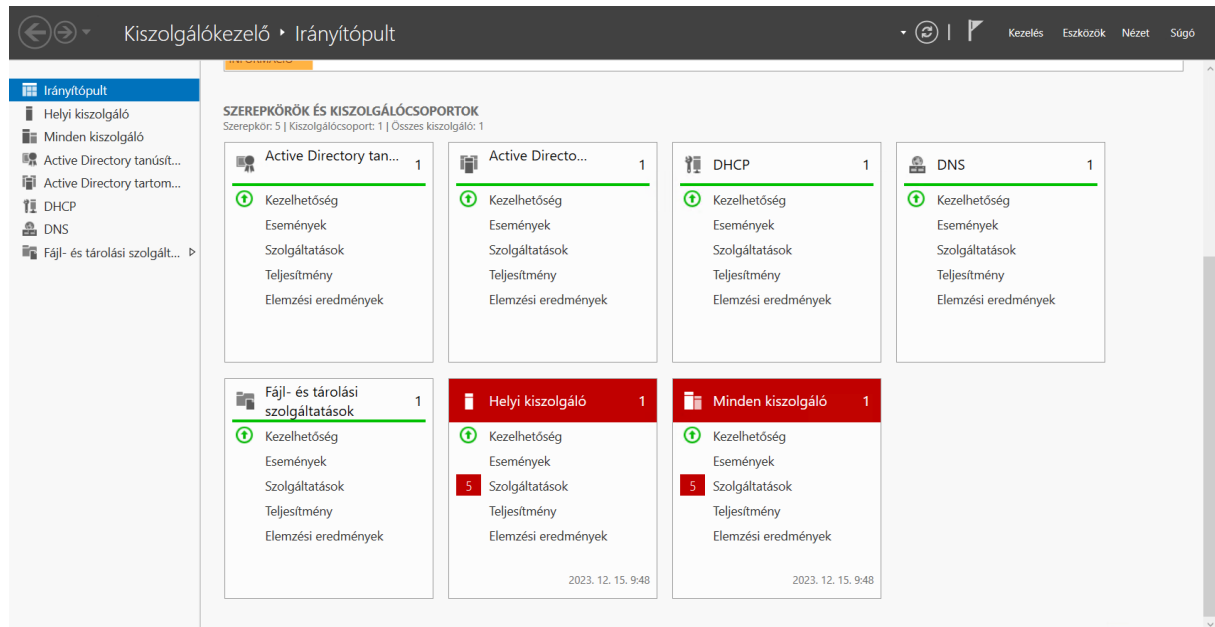 Kiszolgálókezelő • Irányítópult
Kezelés Eszközök Nézet Súgó
Irányítópult
Helyi kiszolgáló
Minden kiszolgáló
Active Directory tanúsít...
Active Directory tartom...
DHCP
DNS
Fájl- és tárolási szolgált...
INFORMÁCIÓ
SZEREPKÖRÖK ÉS KISZOLGÁLÓCSOPORTOK
Szerepkör: 5 | Kiszolgálócsoport: 1 | Összes kiszolgáló: 1
Active Directory tan... 1
Kezelhetőség
Események
Szolgáltatások
Teljesítmény
Elemzési eredmények
Active Directo... 1
Kezelhetőség
Események
Szolgáltatások
Teljesítmény
Elemzési eredmények
DHCP 1
Kezelhetőség
Események
Szolgáltatások
Teljesítmény
Elemzési eredmények
DNS 1
Kezelhetőség
Események
Szolgáltatások
Teljesítmény
Elemzési eredmények
Fájl- és tárolási
szolgáltatások 1
Kezelhetőség
Események
Szolgáltatások
Teljesítmény
Elemzési eredmények
Helyi kiszolgáló 1
Kezelhetőség
Események
5 Szolgáltatások
Teljesítmény
Elemzési eredmények
2023. 12. 15. 9:48
Minden kiszolgáló 1
Kezelhetőség
Események
5 Szolgáltatások
Teljesítmény
Elemzési eredmények
2023. 12. 15. 9:48